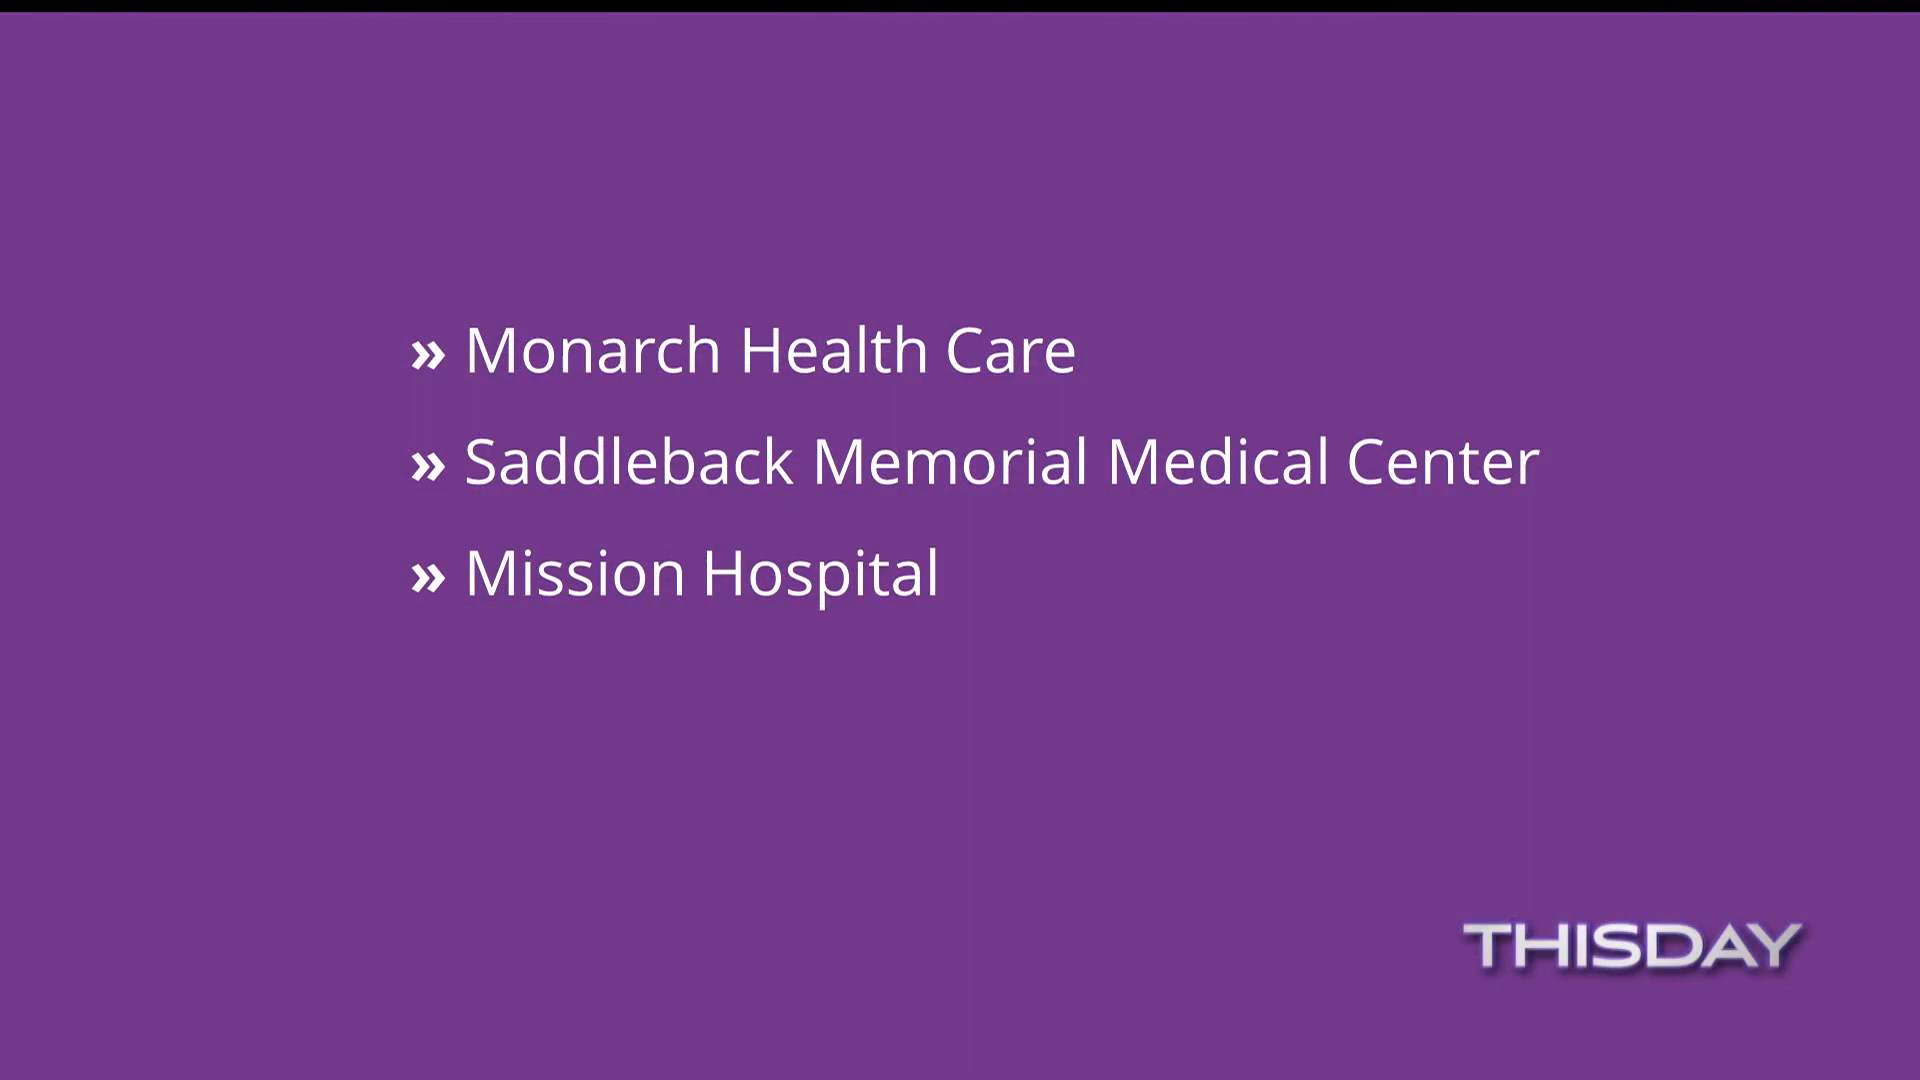 » Monarch Health Care
» Saddleback Memorial Medical Center
» Mission Hospital
THISDAY